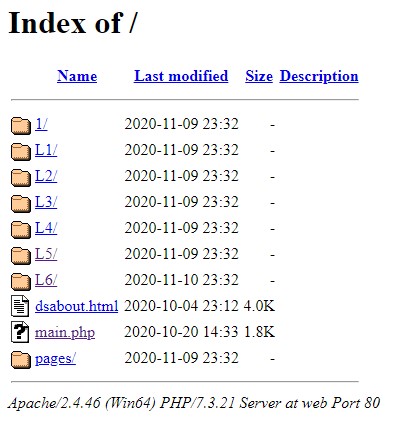 Index of /
Name Last modified Size Description
1/ 2020-11-09 23:32 -
L1/ 2020-11-09 23:32 -
L2/ 2020-11-09 23:32 -
L3/ 2020-11-09 23:32 -
L4/ 2020-11-09 23:32 -
L5/ 2020-11-09 23:32 -
L6/ 2020-11-10 23:32 -
dsabout.html 2020-10-04 23:12 4.0K
main.php 2020-10-20 14:33 1.8K
pages/ 2020-11-09 23:32 -
Apache/2.4.46 (Win64) PHP/7.3.21 Server at web Port 80